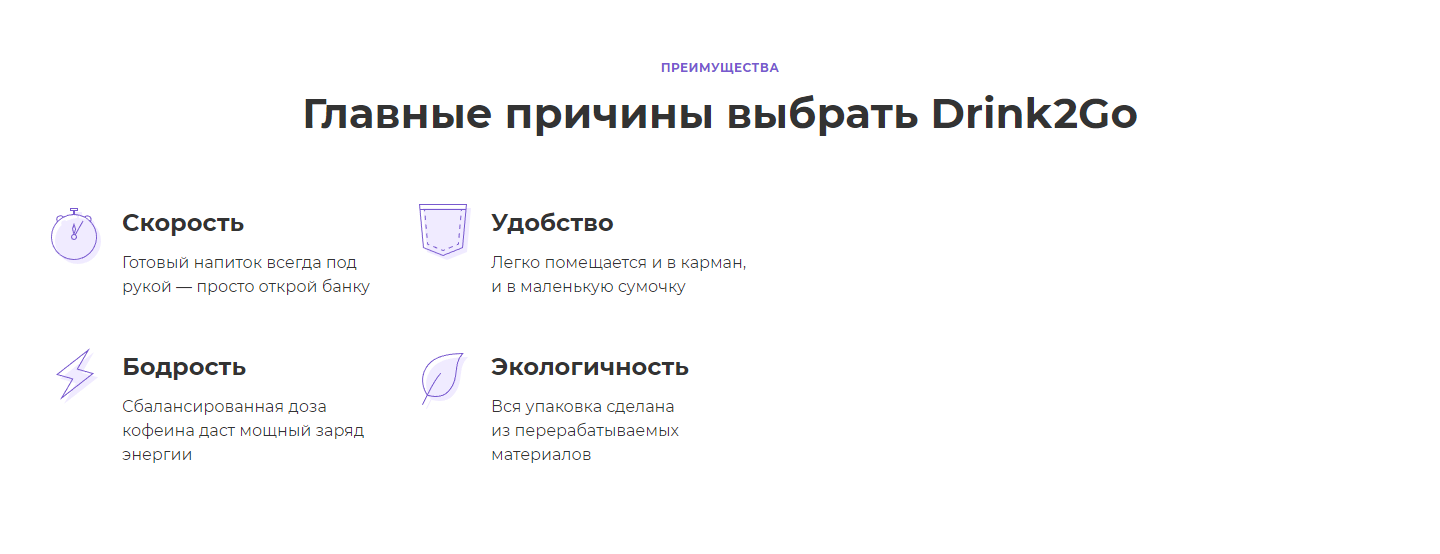 ПРЕИМУЩЕСТВА
Главные причины выбрать Drink2Go
Скорость
Готовый напиток всегда под
рукой — просто открой банку
Удобство
Легко помещается и в карман,
и в маленькую сумочку
Бодрость
Сбалансированная доза
кофеина даст мощный заряд
энергии
Экологичность
Вся упаковка сделана
из перерабатываемых
материалов